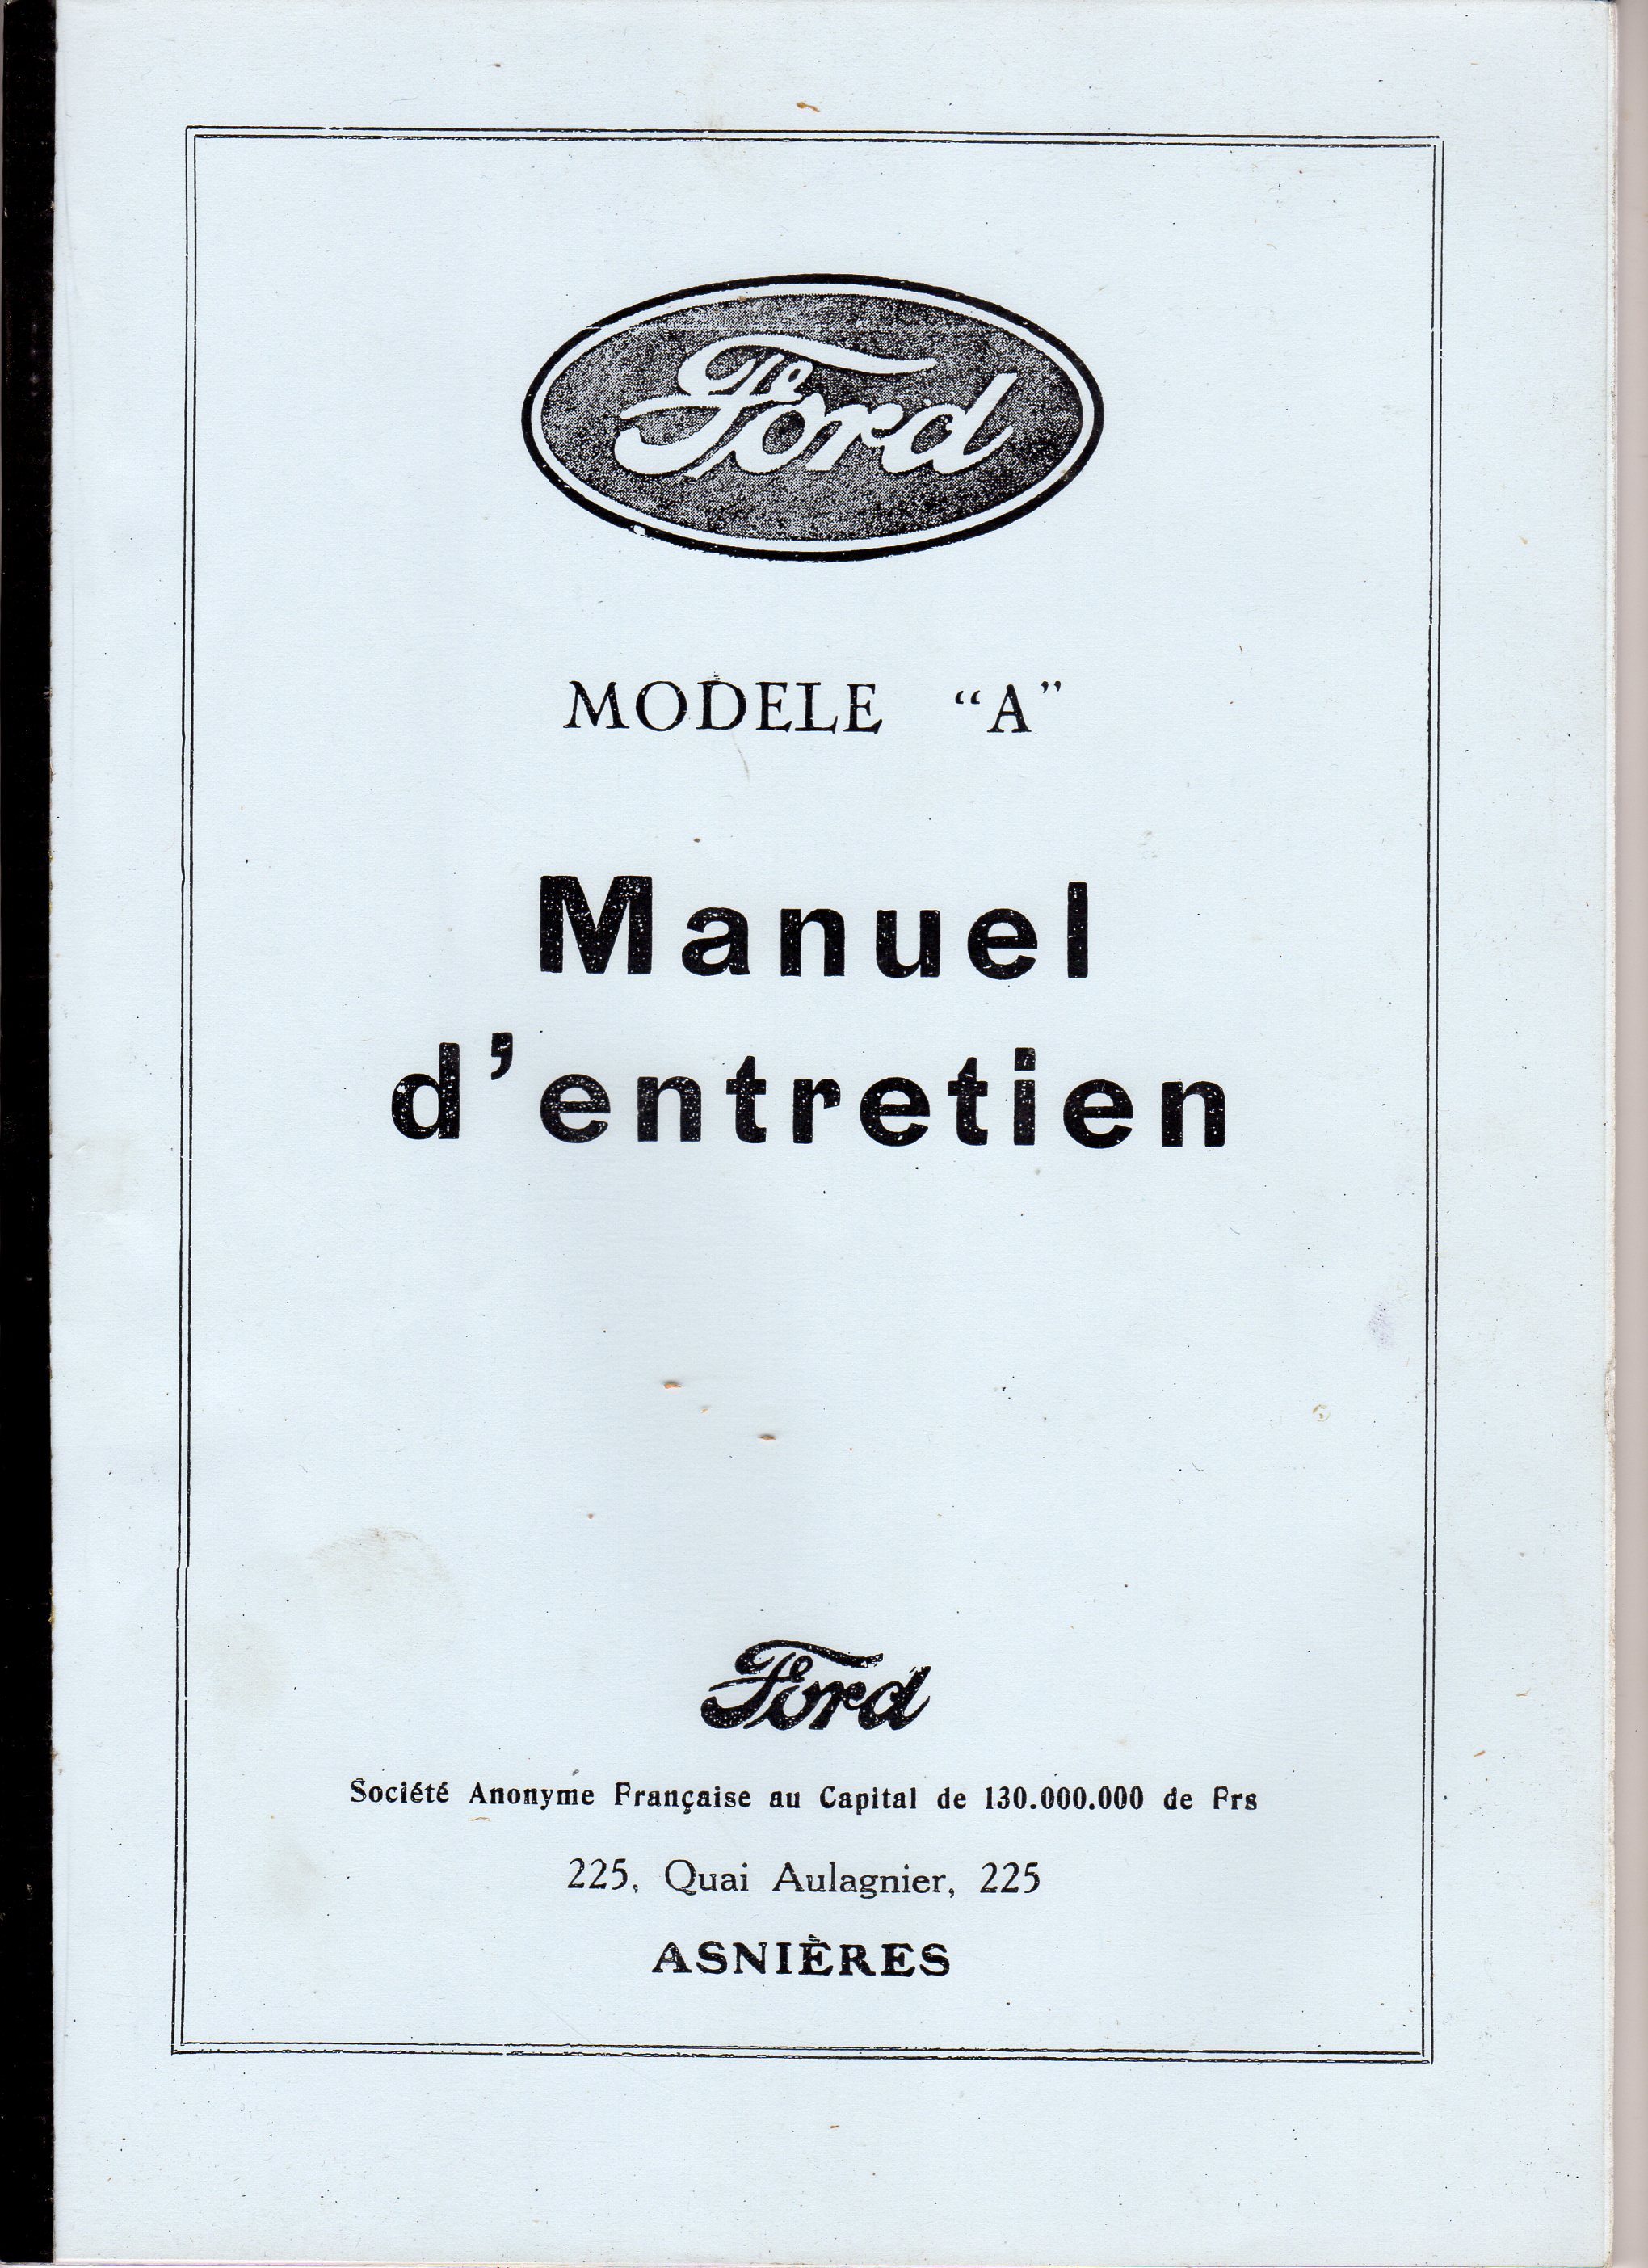 Ford
MODELE “A”
Manuel
d’entretien
Ford
Société Anonyme Française au Capital de 130.000.000 de Frs
225, Quai Aulagnier, 225
ASNIÈRES